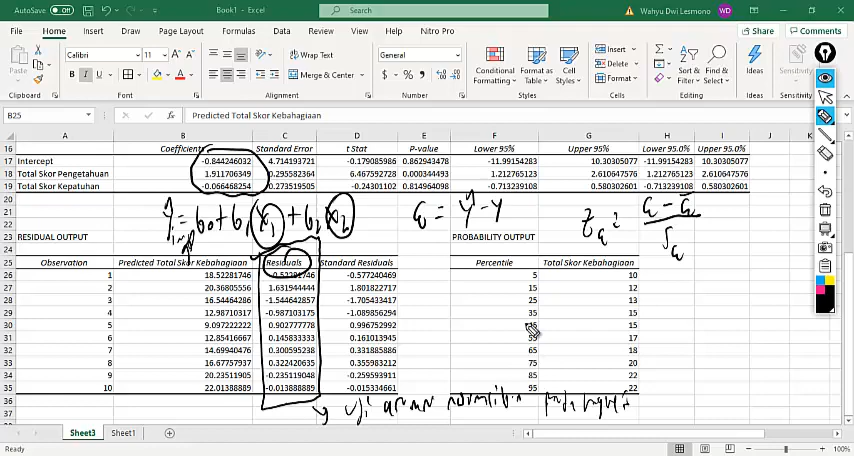 AutoSave Off Book1 - Excel Search Wahyu Dwi Lesmono WD
File Home Insert Draw Page Layout Formulas Data Review View Help Nitro Pro Share Comments
Paste Calibri 11 A A B I U Wrap Text Merge & Center General $ % , Conditional Formatting Format as Table Cell Styles Insert Delete Format Sort & Filter Find & Select Ideas Sensitivity
Clipboard Font Alignment Number Styles Cells Editing Ideas Sensitivity
B25 fx Predicted Total Skor Kebahagiaan
A B C D E F G H I J K
16 Coefficients Standard Error t Stat P-value Lower 95% Upper 95% Lower 95.0% Upper 95.0%
17 Intercept -0.844246032 4.714193721 -0.179085986 0.862943478 -11.99154283 10.30305077 -11.99154283 10.30305077
18 Total Skor Pengetahuan 1.911706349 0.295582364 6.467592728 0.000344493 1.212765123 2.610647576 1.212765123 2.610647576
19 Total Skor Kepatuhan -0.066468254 0.273519505 -0.24301102 0.814964098 -0.713239108 0.580302601 -0.713239108 0.580302601
20
21
22
23 RESIDUAL OUTPUT PROBABILITY OUTPUT
24
25 Observation Predicted Total Skor Kebahagiaan Residuals Standard Residuals Percentile Total Skor Kebahagiaan
26 1 18.52281746 -0.52281746 -0.577240469 5 10
27 2 20.36805556 1.631944444 1.801822717 15 12
28 3 16.54464286 -1.544642857 -1.705433417 25 13
29 4 12.98710317 -0.987103175 -1.089856294 35 15
30 5 9.097222222 0.902777778 0.996752992 15
31 6 12.85416667 0.145833333 0.161013945 55 17
32 7 14.69940476 0.300595238 0.331885886 65 18
33 8 16.67757937 0.322420635 0.355983212 75 20
34 9 20.23511905 -0.235119048 -0.259593911 85 22
35 10 22.01388889 -0.013888889 -0.015334661 95 22
36
37
Sheet3 Sheet1
Ready 100%